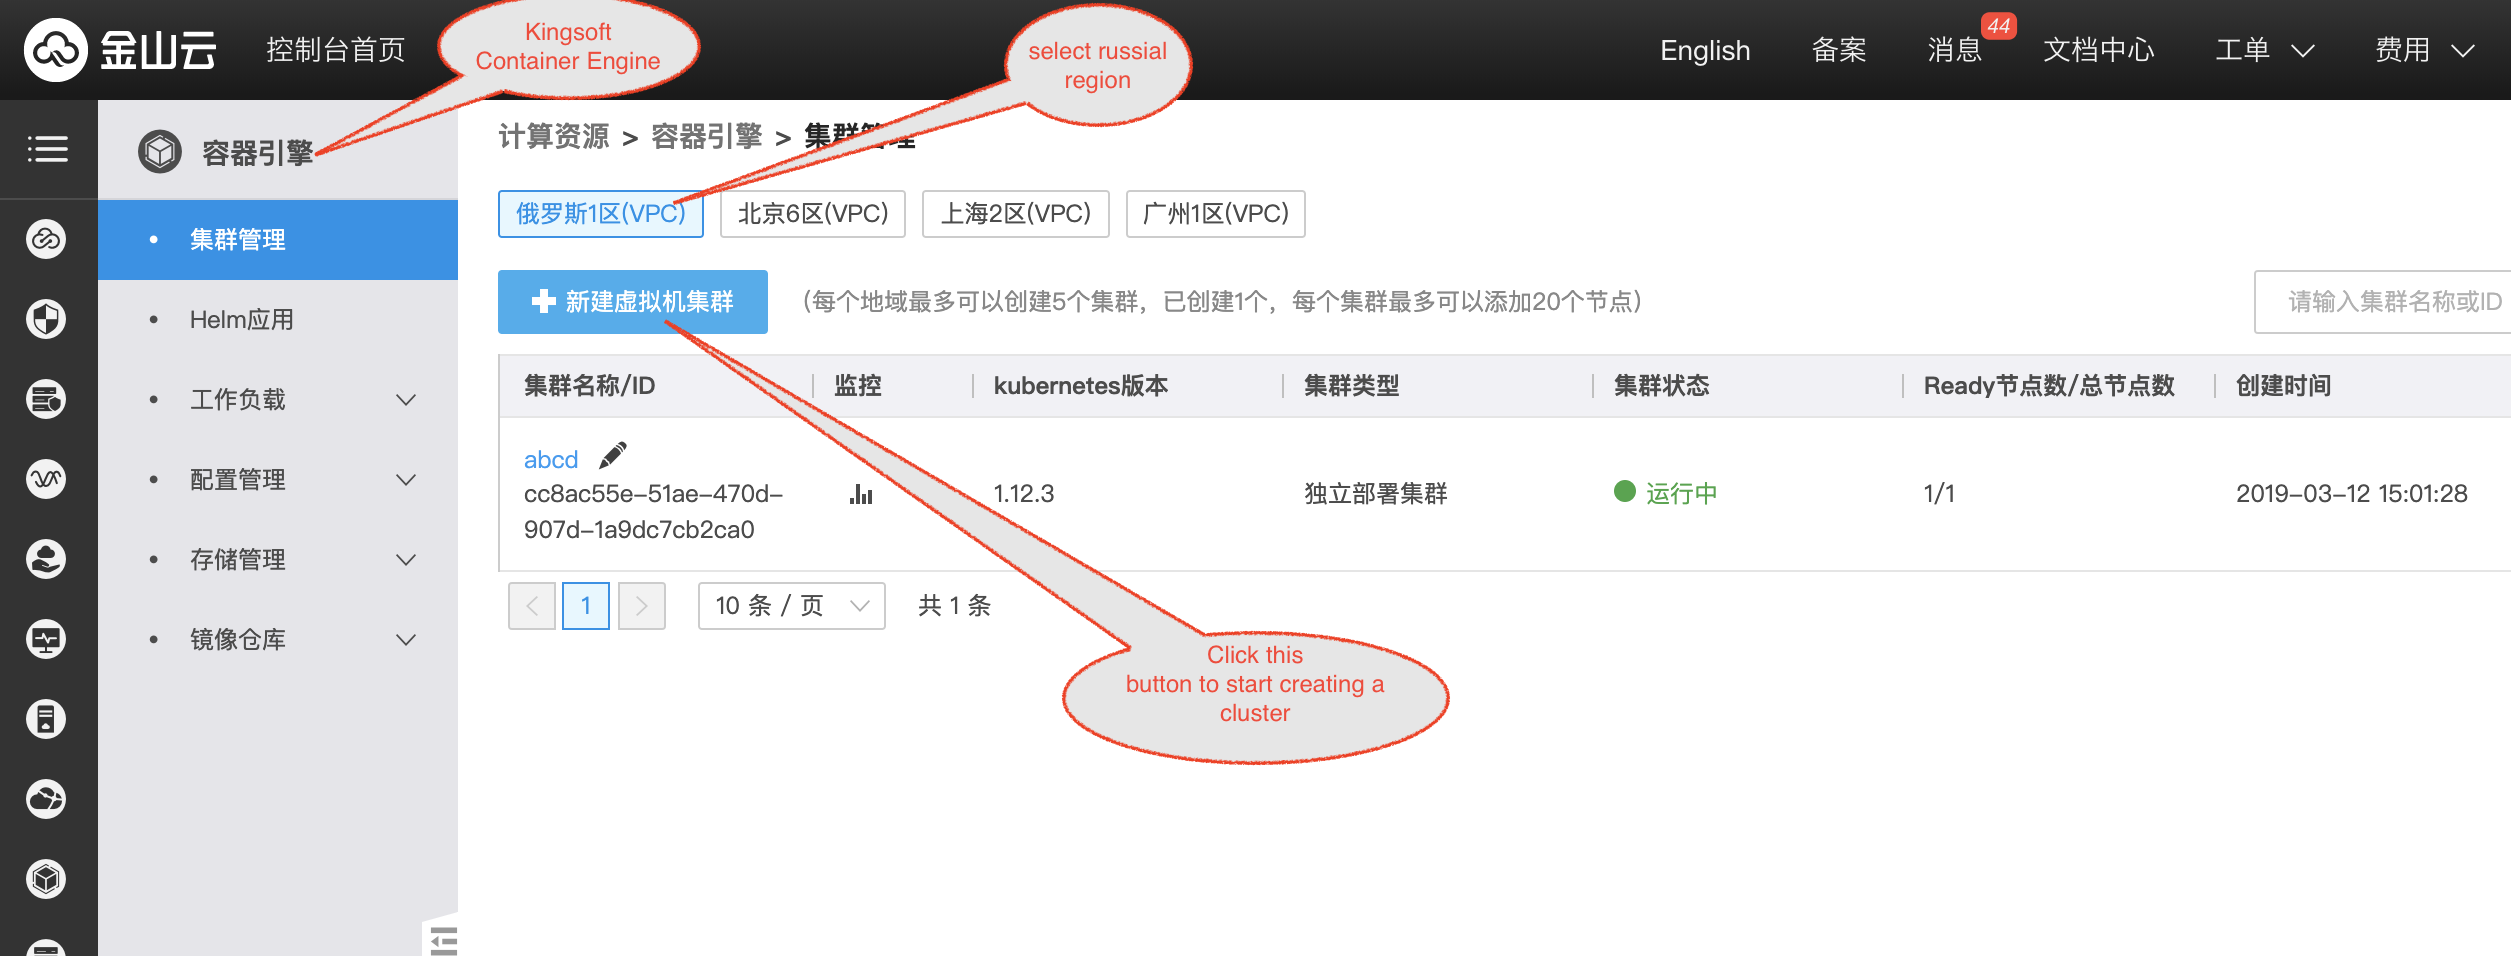 金山云
控制台首页
Kingsoft
Container Engine
select russial
region
English
备案
消息
44
文档中心
工单
费用
容器引擎
计算资源 > 容器引擎 > 集群管理
俄罗斯1区(VPC)
北京6区(VPC)
上海2区(VPC)
广州1区(VPC)
集群管理
Helm应用
工作负载
配置管理
存储管理
镜像仓库
新建虚拟机集群
（每个地域最多可以创建5个集群，已创建1个，每个集群最多可以添加20个节点）
请输入集群名称或ID
集群名称/ID
监控
kubernetes版本
集群类型
集群状态
Ready节点数/总节点数
创建时间
abcd
cc8ac55e-51ae-470d-
907d-1a9dc7cb2ca0
1.12.3
独立部署集群
运行中
1/1
2019-03-12 15:01:28
1
10 条 / 页
共 1 条
Click this
button to start creating a
cluster